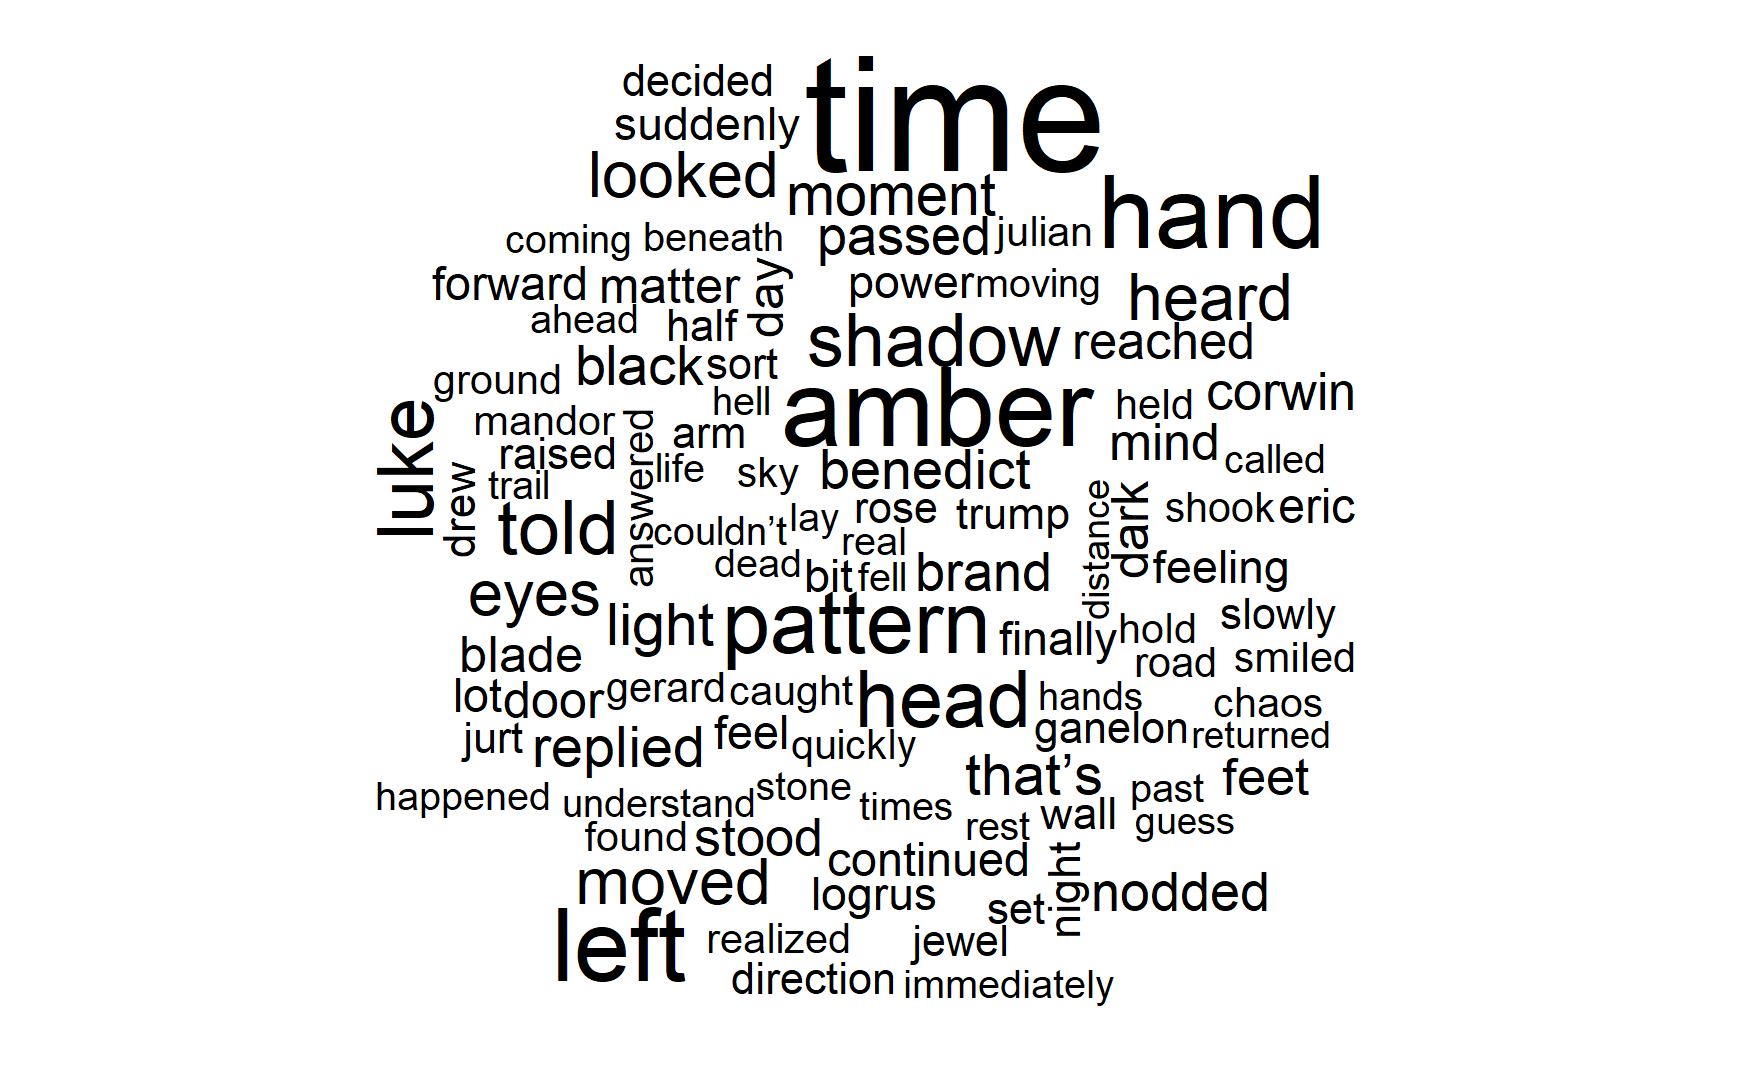 decided
time
suddenly
looked
moment
hand
coming
beneath
passed
julian
forward
matter
day
power
moving
heard
ahead
half
shadow
reached
black
sort
ground
hell
amber
held
corwin
luke
mandor
answered
arm
mind
raised
life
sky
benedict
called
drew
trail
told
couldn’t
lay
rose
trump
distance
dark
shook
eric
real
dead
bit
fell
brand
feeling
eyes
light
pattern
finally
hold
slowly
blade
road
smiled
lot
door
gerard
caught
head
hands
chaos
jurt
replied
feel
quickly
ganelon
returned
that’s
feet
happened
understand
stone
times
past
rest
wall
guess
found
stood
continued
night
moved
logrus
set
nodded
left
realized
jewel
direction
immediately